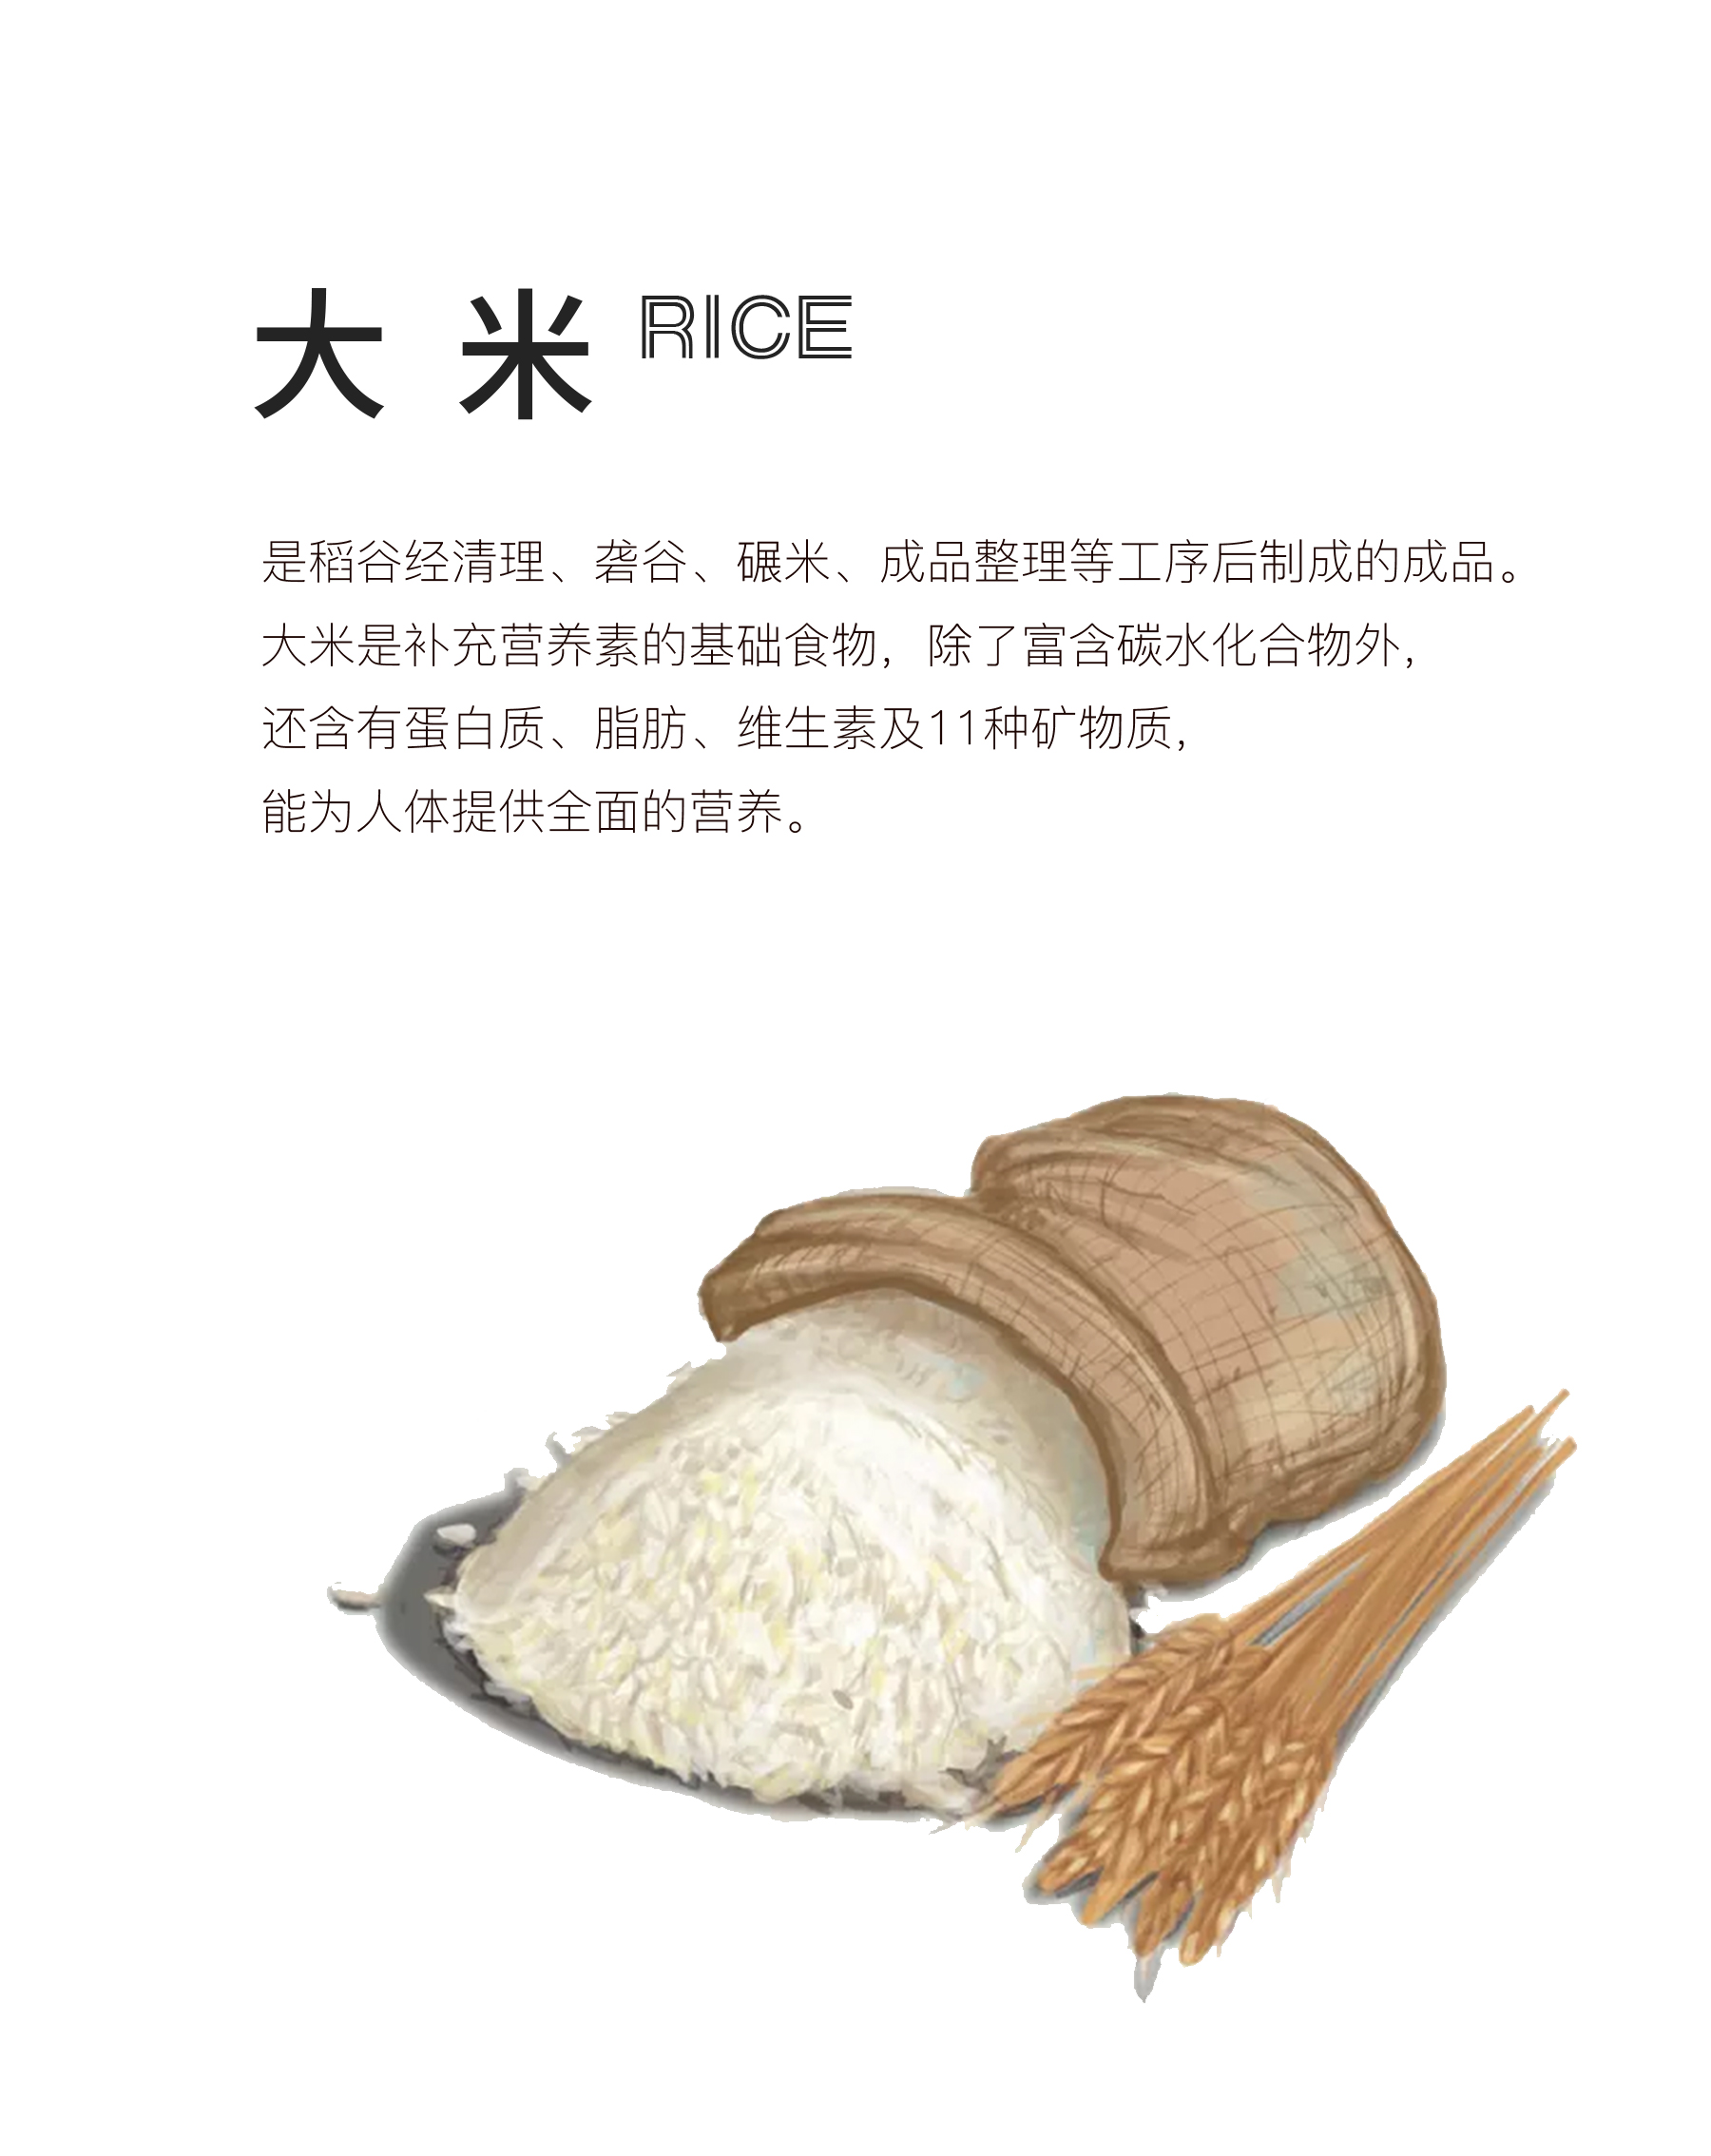 大米 RICE
是稻谷经清理、砻谷、碾米、成品整理等工序后制成的成品。
大米是补充营养素的基础食物，除了富含碳水化合物外，
还含有蛋白质、脂肪、维生素及11种矿物质，
能为人体提供全面的营养。